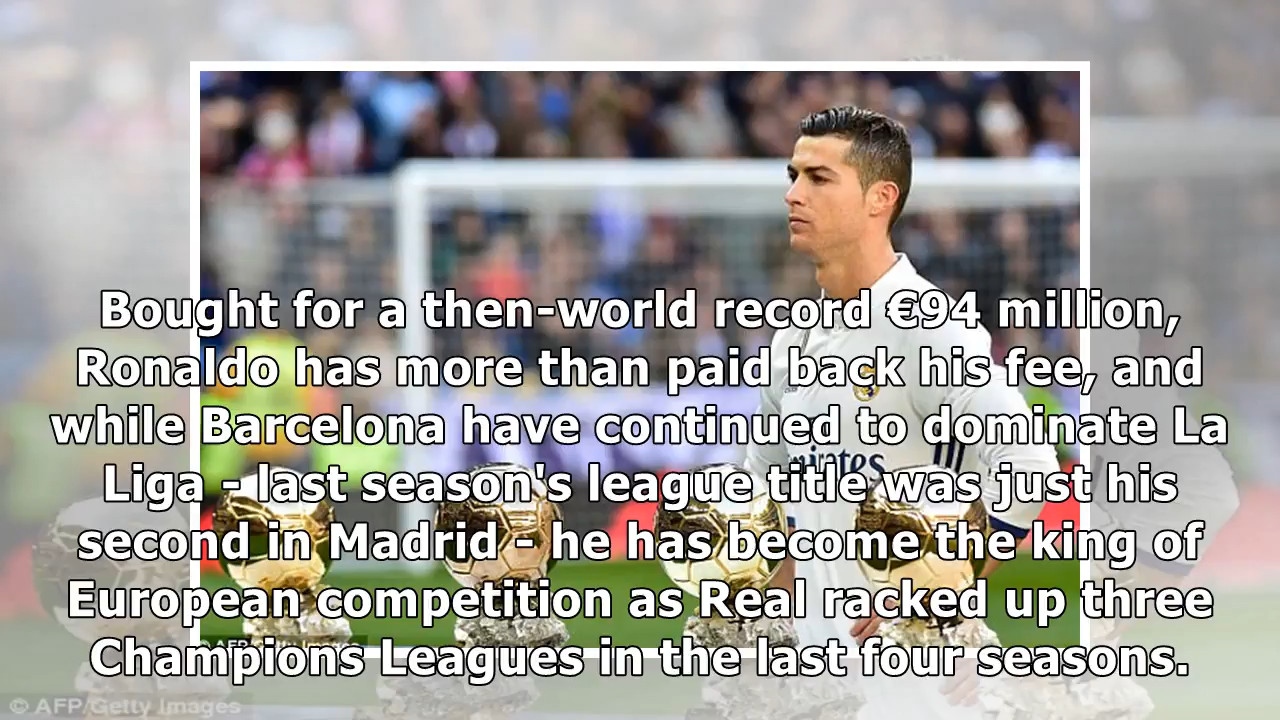 Bought for a then-world record €94 million,
Ronaldo has more than paid back his fee, and
while Barcelona have continued to dominate La
Liga - last season's league title was just his
second in Madrid - he has become the king of
European competition as Real racked up three
Champions Leagues in the last four seasons.
© AFP/Getty Images